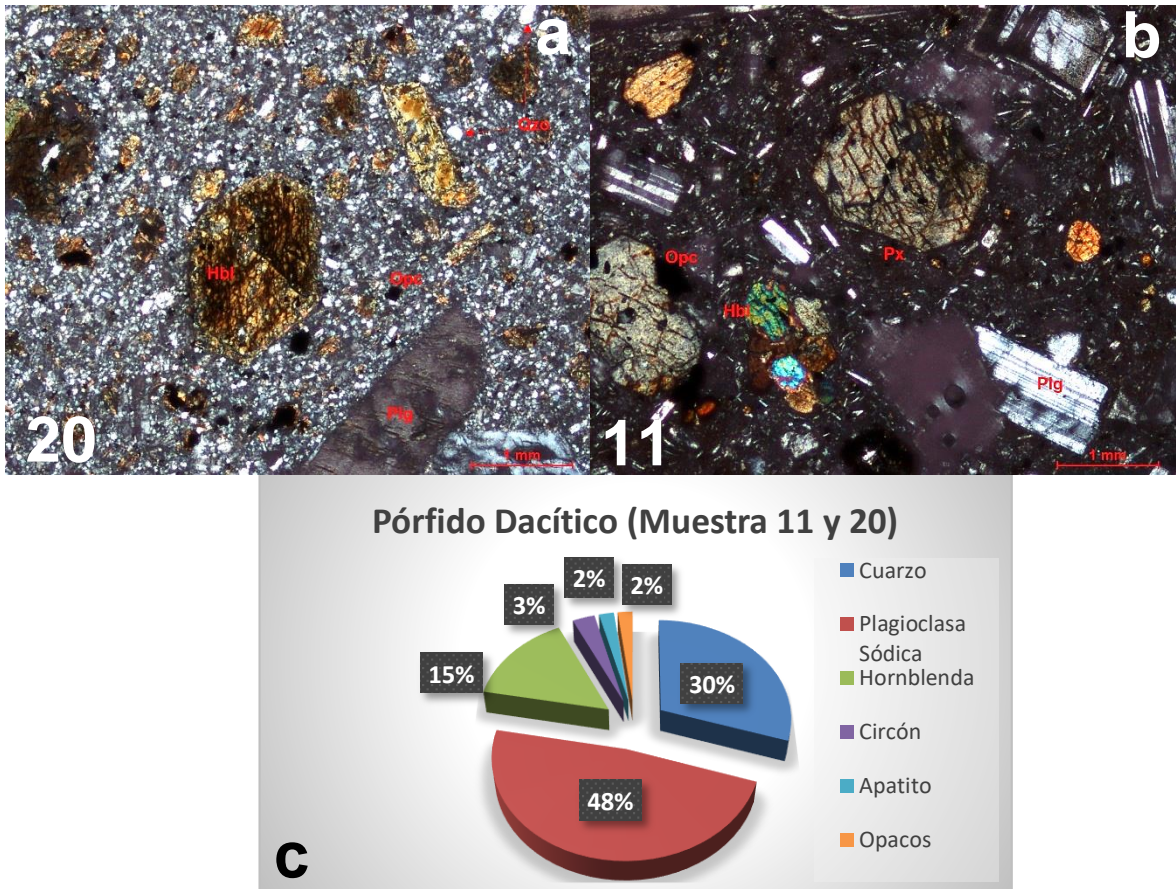 a
Qzo
Hbl
Opc
Plg
20
1 mm
b
Px
Opc
Hbl
Plg
11
1 mm
Pórfido Dacítico (Muestra 11 y 20)
2%
2%
3%
15%
30%
48%
Cuarzo
Plagioclasa
Sódica
Hornblenda
Circón
Apatito
Opacos
c